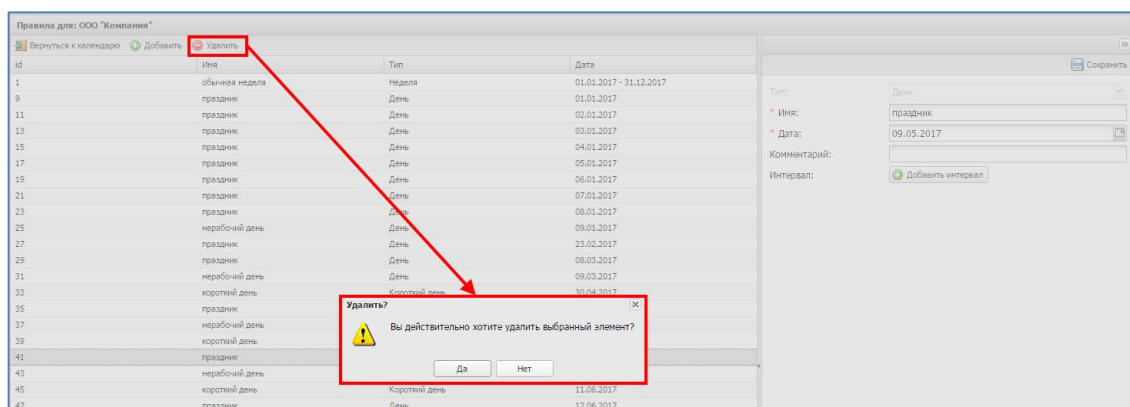 Правила для: ООО "Компания"
Вернуться к календарю Добавить Удалить
id Имя Тип Дата
1 обычная неделя Неделя 01.01.2017 - 31.12.2017
9 праздник День 01.01.2017
11 праздник День 02.01.2017
13 праздник День 03.01.2017
15 праздник День 04.01.2017
17 праздник День 05.01.2017
19 праздник День 06.01.2017
21 праздник День 07.01.2017
23 праздник День 08.01.2017
25 нерабочий день День 09.01.2017
27 праздник День 23.02.2017
29 праздник День 08.03.2017
31 нерабочий день День 09.03.2017
33 короткий день Короткий день 30.04.2017
35 праздник
37 нерабочий день
39 короткий день
41 праздник
43 нерабочий день
45 короткий день Короткий день 11.06.2017
47 праздник День 12.06.2017
Удалить?
Вы действительно хотите удалить выбранный элемент?
Да Нет
Сохранить
Тип: День
* Имя: праздник
* Дата: 09.05.2017
Комментарий:
Интервал: Добавить интервал